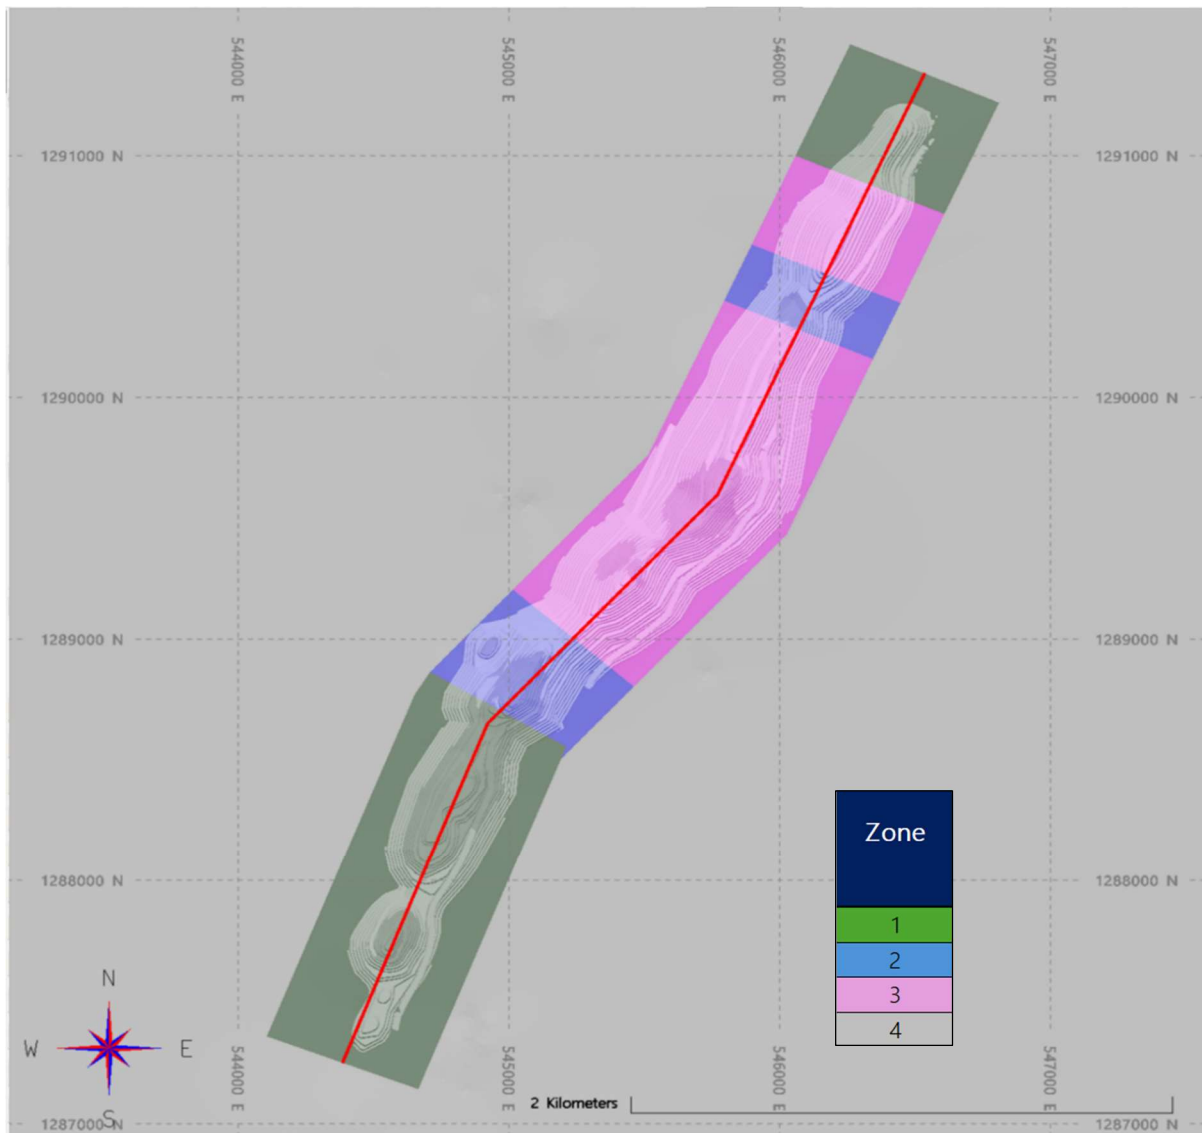 544000 E
545000 E
546000 E
547000 E
1291000 N
1291000 N
1290000 N
1290000 N
1289000 N
1289000 N
1288000 N
1288000 N
Zone
1
2
3
4
N
W E
S
544000 E
545000 E
546000 E
547000 E
2 Kilometers
1287000 N
1287000 N